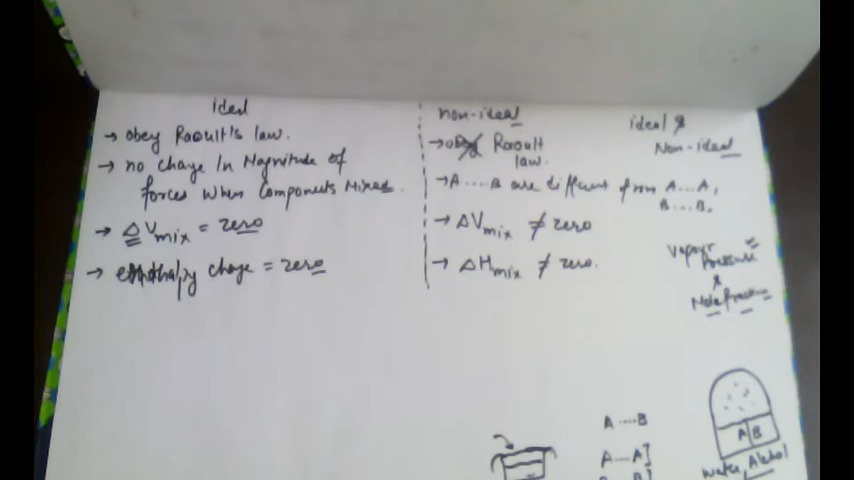 ideal
→ obey Raoult's law.
→ no change In Magnitude of
forces when Components Mixed.
→ ΔVmix = zero
→ enthalpy change = zero
non-ideal
→ obey Raoult
law.
→ A....B are different from A...A,
B...B,
→ ΔVmix ≠ zero
→ ΔHmix ≠ zero.
ideal &
Non-ideal
Vapour
Pressure
&
Mole fraction
A....B
A....A]
B....B]
A B
Water, Alcohol